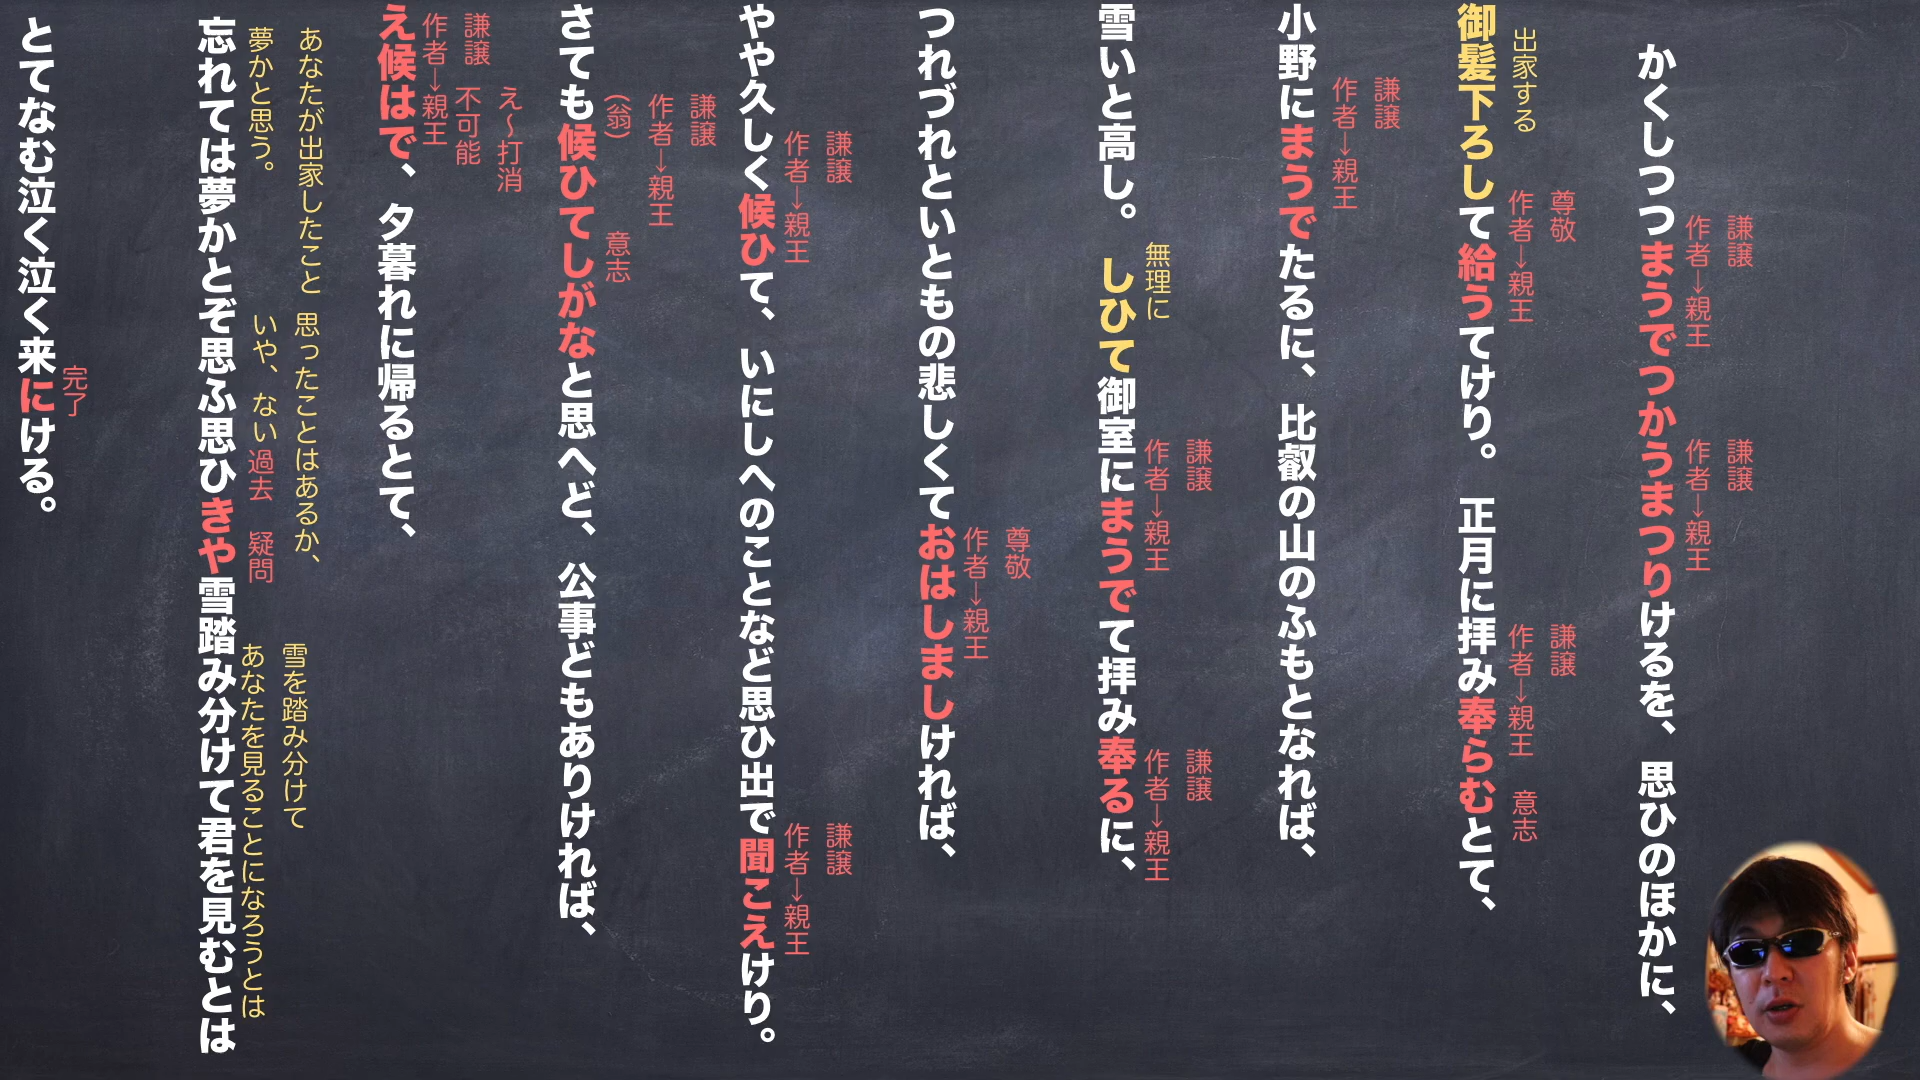 かくしつつまうでつかうまつりけるを、思ひのほかに、
謙譲
作者→親王
謙譲
作者→親王
御髪下ろして給うてけり。正月に拝み奉らむとて、
出家する
尊敬
作者→親王
謙譲
作者→親王
意志
小野にまうでたるに、比叡の山のふもとなれば、
謙譲
作者→親王
雪いと高し。しひて御室にまうでて拝み奉るに、
無理に
謙譲
作者→親王
謙譲
作者→親王
つれづれといともの悲しくておはしましければ、
尊敬
作者→親王
やや久しく候ひて、いにしへのことなど思ひ出で聞こえけり。
謙譲
作者→親王
謙譲
作者→親王
さても候ひてしがなと思へど、公事どもありければ、
謙譲
作者→親王
(翁)
意志
え候はで、夕暮れに帰るとて、
え〜打消
不可能
謙譲
作者→親王
忘れては夢かとぞ思ふ思ひきや雪踏み分けて君を見むとは
あなたが出家したこと
夢かと思う。
思ったことはあるか、
いや、ない
過去
疑問
雪を踏み分けて
あなたを見ることになろうとは
とてなむ泣く泣く来にける。
完了